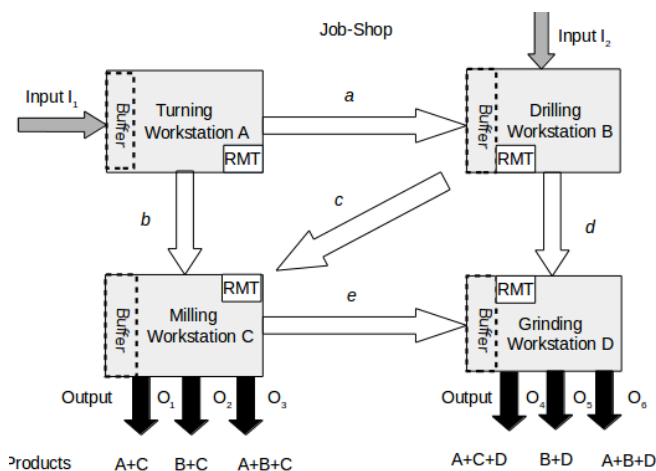 Job-Shop
Input I₂
Input I₁
Buffer
Turning
Workstation A
RMT
a
Buffer
Drilling
Workstation B
RMT
b
c
d
Buffer
RMT
Milling
Workstation C
e
Buffer
RMT
Grinding
Workstation D
Output O₁ O₂ O₃
Output O₄ O₅ O₆
Products A+C B+C A+B+C
A+C+D B+D A+B+D